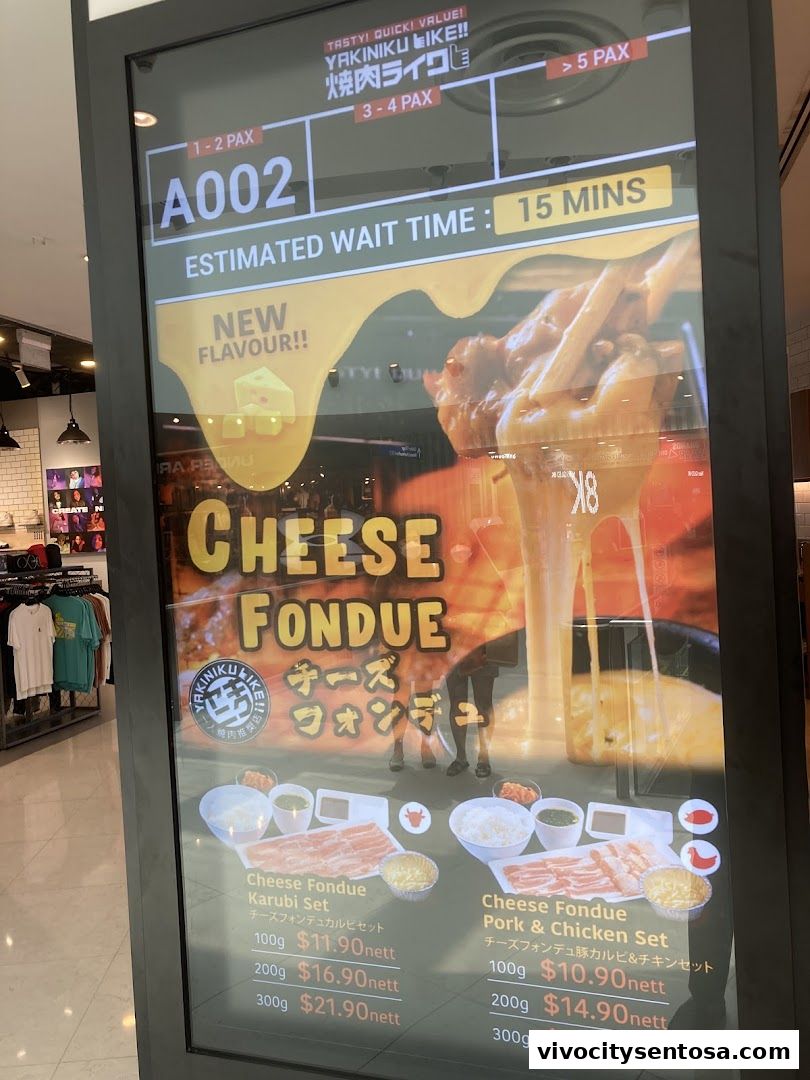 TASTY! QUICK! VALUE!
YAKINIKU LIKE!!
焼肉ライク
1 - 2 PAX
3 - 4 PAX
> 5 PAX
A002
ESTIMATED WAIT TIME : 15 MINS
NEW
FLAVOUR!!
CHEESE
FONDUE
チーズ
フォンデュ
YAKINIKU LIKE!!
8K
CREATE
Cheese Fondue
Karubi Set
チーズフォンデュカルビセット
100g $11.90nett
200g $16.90nett
300g $21.90nett
Cheese Fondue
Pork & Chicken Set
チーズフォンデュ豚カルビ&チキンセット
100g $10.90nett
200g $14.90nett
300g
vivocitysentosa.com